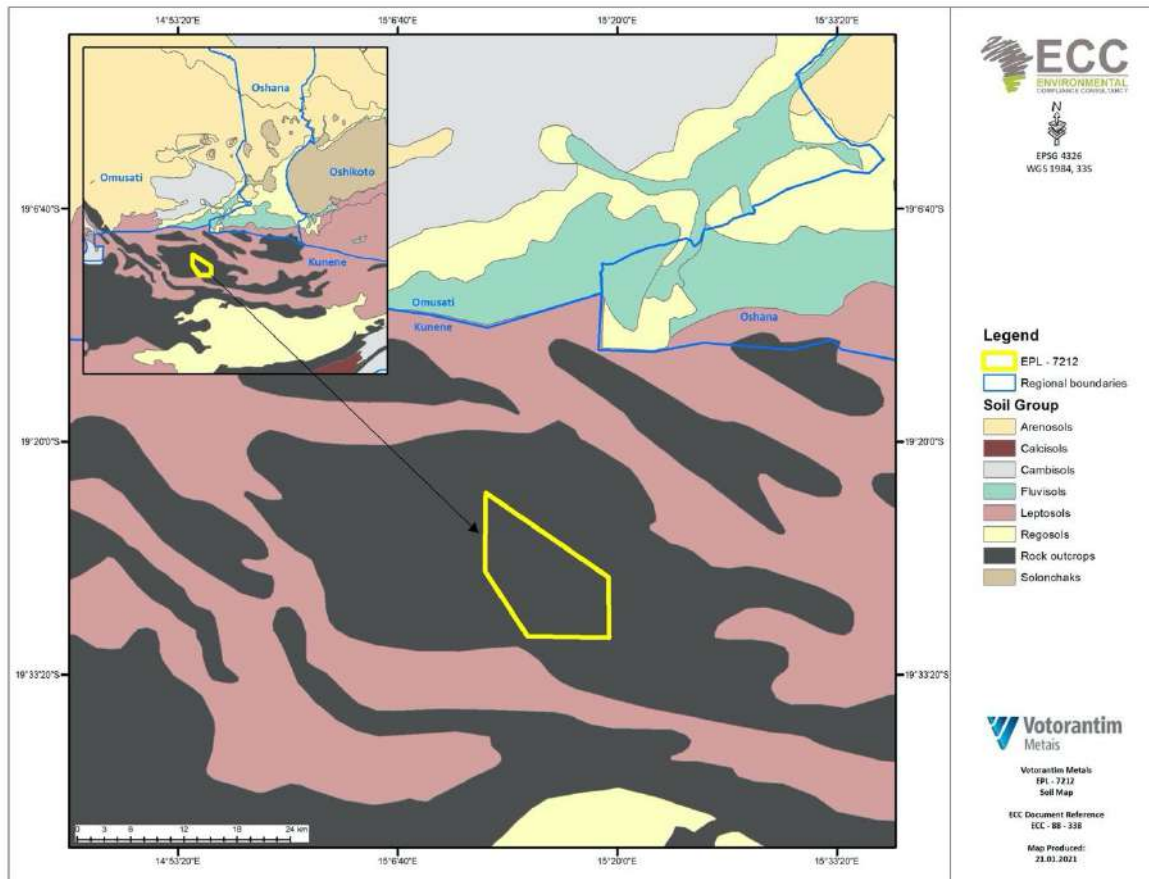 14°53'20"E
15°6'40"E
15°20'0"E
15°33'20"E
Oshana
Omusati
Oshikoto
Kunene
19°6'40"S
19°6'40"S
Omusati
Kunene
Oshana
19°20'0"S
19°20'0"S
19°33'20"S
19°33'20"S
0 3 6 12 18 24 km
14°53'20"E
15°6'40"E
15°20'0"E
15°33'20"E
ECC
ENVIRONMENTAL
COMPLIANCE CONSULTANCY
N
EPSG 4326
WGS 1984, 33S
Legend
EPL - 7212
Regional boundaries
Soil Group
Arenosols
Calcisols
Cambisols
Fluvisols
Leptosols
Regosols
Rock outcrops
Solonchaks
Votorantim
Metais
Votorantim Metals
EPL - 7212
Soil Map
ECC Document Reference
ECC - 88 - 338
Map Produced:
21.01.2021